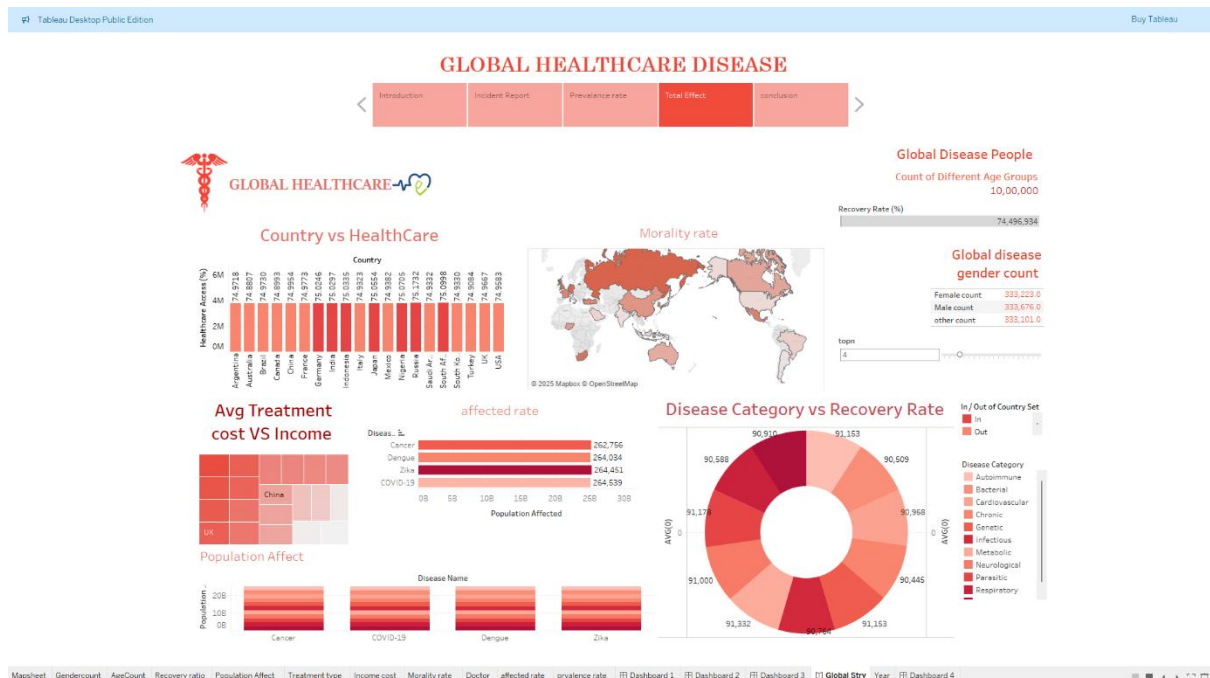 Tableau Desktop Public Edition
Buy Tableau
GLOBAL HEALTHCARE DISEASE
Introduction
Incident Report
Prevalance rate
Total Effect
conclusion
GLOBAL HEALTHCARE
Global Disease People
Count of Different Age Groups
10,00,000
Recovery Rate (%)
74,496,934
Global disease
gender count
Female count 333,223.0
Male count 333,676.0
other count 333,101.0
topn
4
Country vs HealthCare
Country
Healthcare Access (%)
6M
4M
2M
0M
74.9718
74.8807
74.9730
74.8993
74.9954
74.9773
75.0246
75.0297
75.0335
74.9323
75.0554
74.9382
75.0705
75.1732
74.9332
75.0998
74.9330
74.9084
74.9667
74.9583
Argentina
Australia
Brazil
Canada
China
France
Germany
India
Indonesia
Italy
Japan
Mexico
Nigeria
Russia
Saudi Ar..
South Af..
South Ko..
Turkey
UK
USA
Morality rate
© 2025 Mapbox © OpenStreetMap
Avg Treatment
cost VS Income
China
UK
affected rate
Diseas..
Cancer 262,756
Dengue 264,034
Zika 264,451
COVID-19 264,539
0B 5B 10B 15B 20B 25B 30B
Population Affected
Disease Category vs Recovery Rate
90,910
91,153
90,588
90,509
91,178
90,968
91,000
90,445
91,332
91,153
90,764
AVG(0)
0
0
AVG(0)
In / Out of Country Set
In
Out
Disease Category
Autoimmune
Bacterial
Cardiovascular
Chronic
Genetic
Infectious
Metabolic
Neurological
Parasitic
Respiratory
Population Affect
Disease Name
Population ..
20B
10B
0B
Cancer
COVID-19
Dengue
Zika
Mapsheet
Gendercount
AgeCount
Recovery ratio
Population Affect
Treatment type
Income cost
Morality rate
Doctor
affected rate
prvalence rate
Dashboard 1
Dashboard 2
Dashboard 3
Global Stry
Year
Dashboard 4